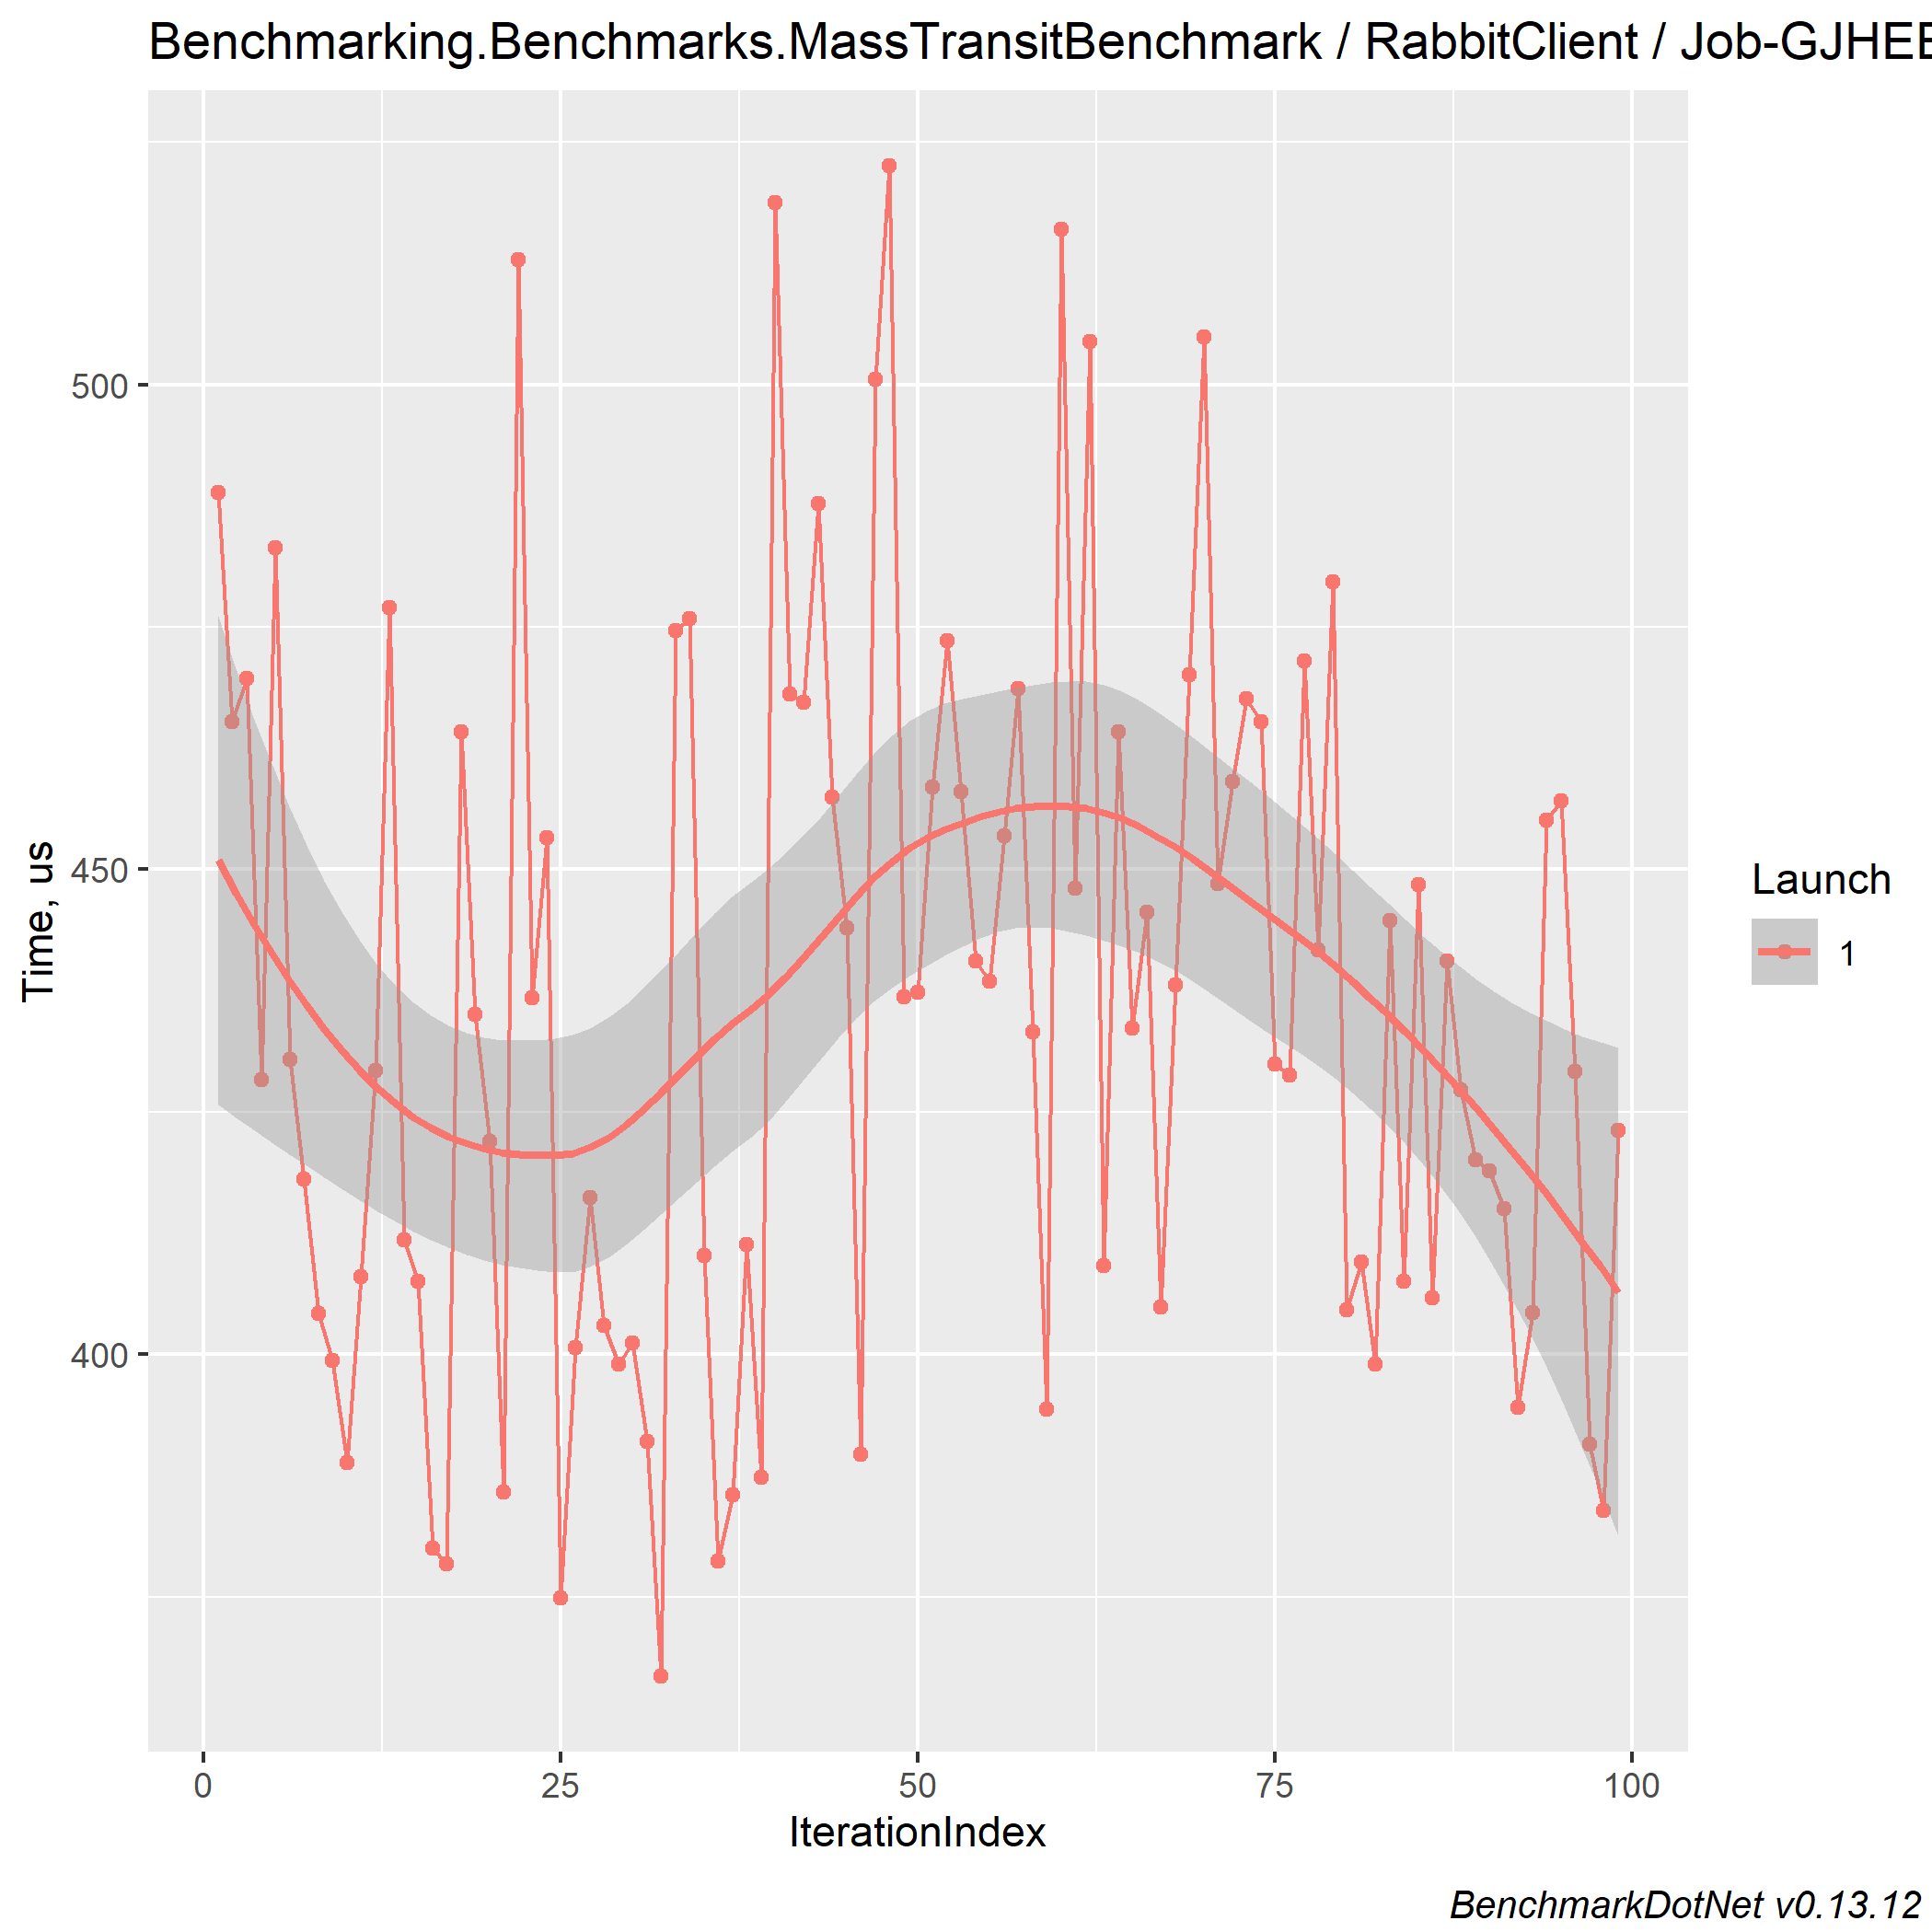 Benchmarking.Benchmarks.MassTransitBenchmark / RabbitClient / Job-GJHEE
500
450
400
Time, us
0 25 50 75 100
IterationIndex
Launch
1
BenchmarkDotNet v0.13.12